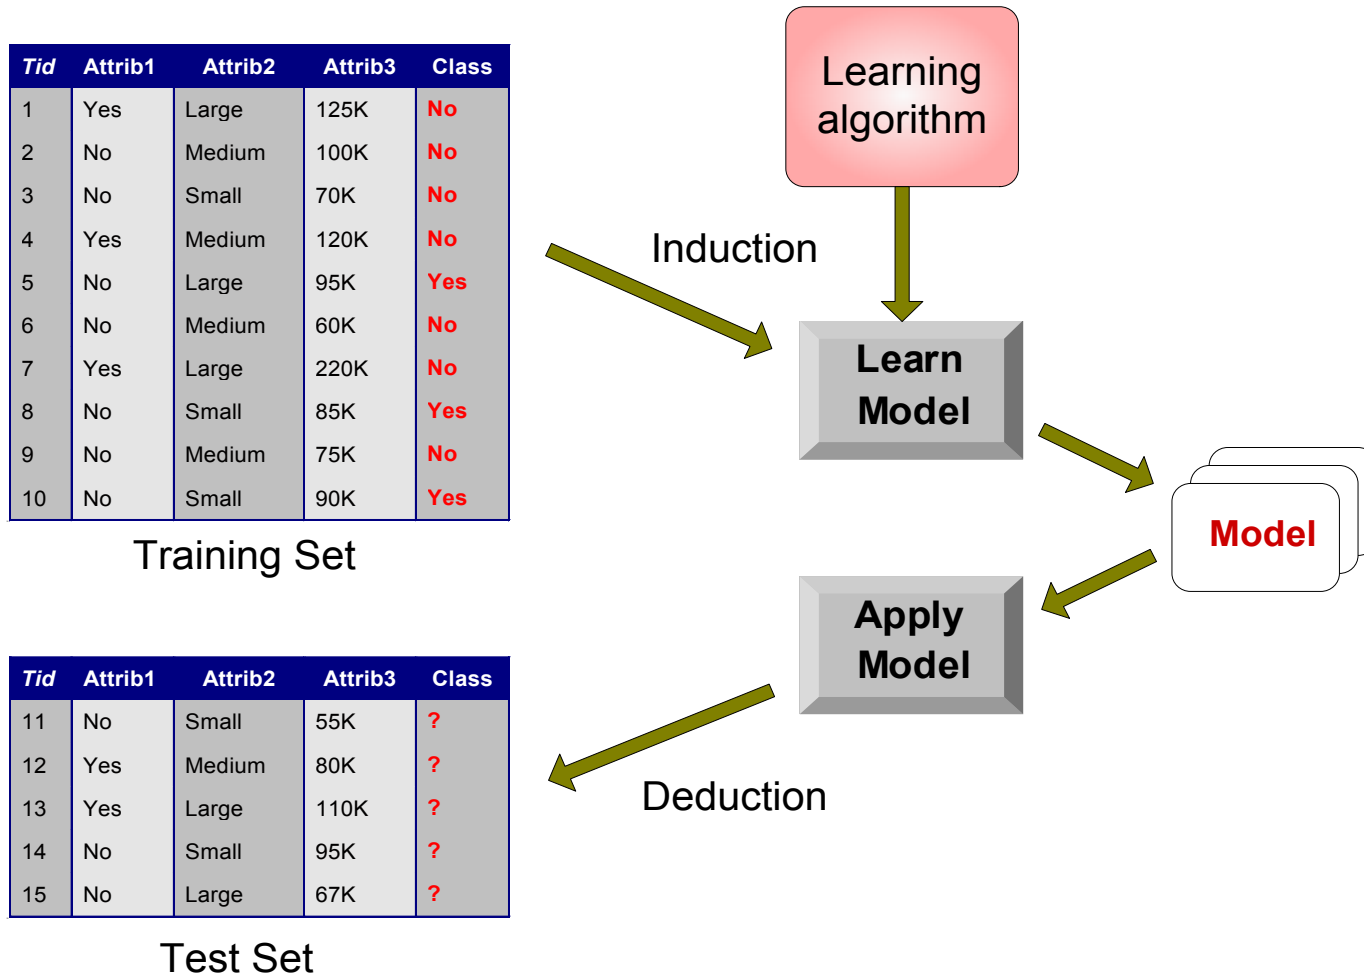 Tid Attrib1 Attrib2 Attrib3 Class
1 Yes Large 125K No
2 No Medium 100K No
3 No Small 70K No
4 Yes Medium 120K No
5 No Large 95K Yes
6 No Medium 60K No
7 Yes Large 220K No
8 No Small 85K Yes
9 No Medium 75K No
10 No Small 90K Yes
Training Set
Learning
algorithm
Induction
Learn
Model
Model
Apply
Model
Deduction
Tid Attrib1 Attrib2 Attrib3 Class
11 No Small 55K ?
12 Yes Medium 80K ?
13 Yes Large 110K ?
14 No Small 95K ?
15 No Large 67K ?
Test Set